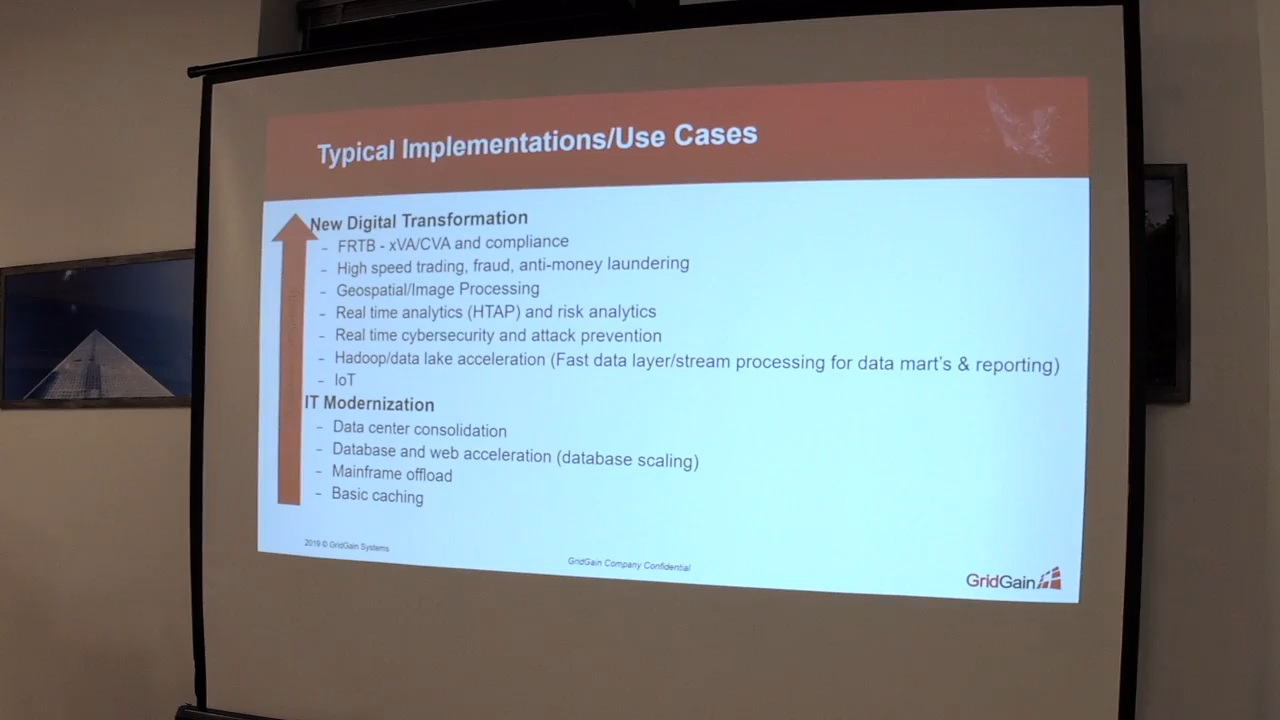 Typical Implementations/Use Cases
New Digital Transformation
- FRTB - xVA/CVA and compliance
- High speed trading, fraud, anti-money laundering
- Geospatial/Image Processing
- Real time analytics (HTAP) and risk analytics
- Real time cybersecurity and attack prevention
- Hadoop/data lake acceleration (Fast data layer/stream processing for data mart's & reporting)
- IoT
IT Modernization
- Data center consolidation
- Database and web acceleration (database scaling)
- Mainframe offload
- Basic caching
2019 © GridGain Systems
GridGain Company Confidential
GridGain